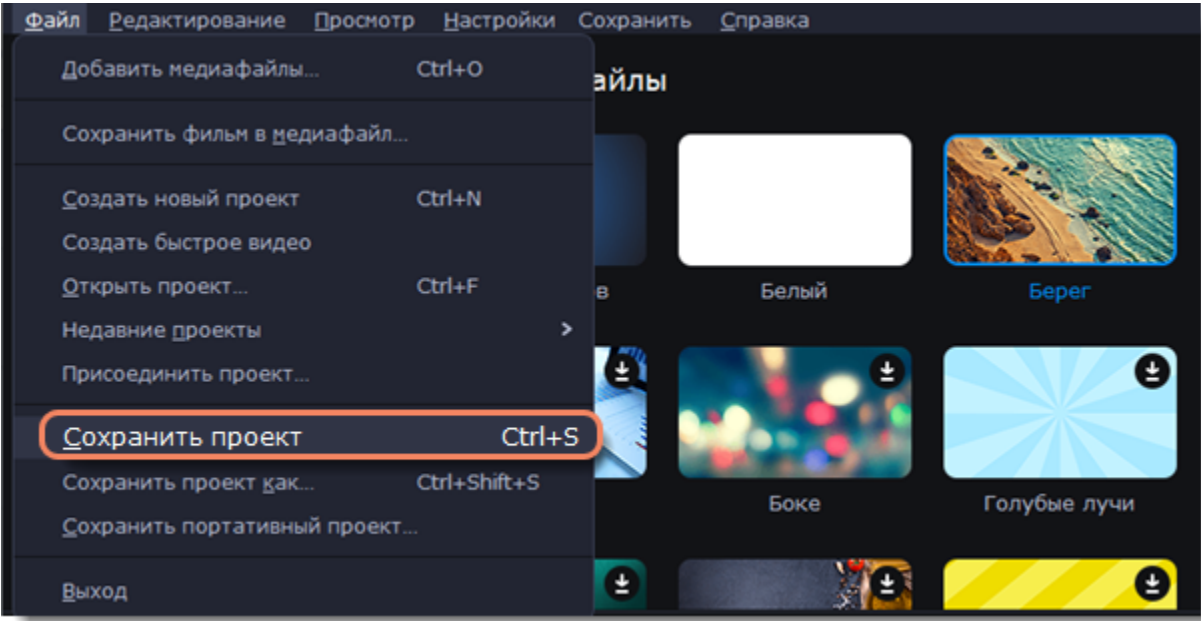 Файл Редактирование Просмотр Настройки Сохранить Справка
Добавить медиафайлы... Ctrl+O
Сохранить фильм в медиафайл...
Создать новый проект Ctrl+N
Создать быстрое видео
Открыть проект... Ctrl+F
Недавние проекты
Присоединить проект...
Сохранить проект Ctrl+S
Сохранить проект как... Ctrl+Shift+S
Сохранить портативный проект...
Выход
айлы
в
Белый
Берег
Боке
Голубые лучи